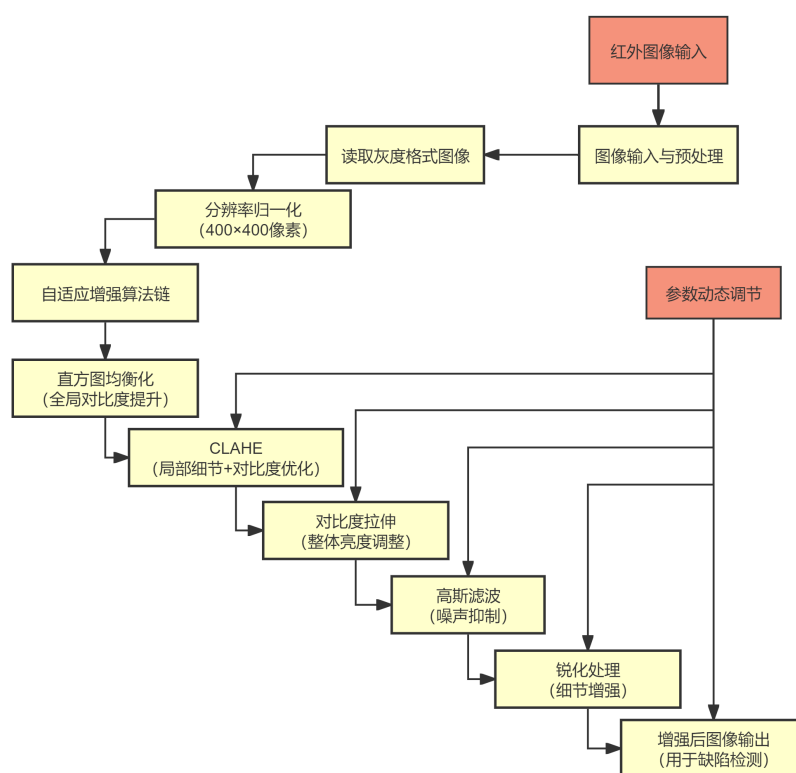 红外图像输入
图像输入与预处理
读取灰度格式图像
分辨率归一化
（400×400像素）
自适应增强算法链
参数动态调节
直方图均衡化
（全局对比度提升）
CLAHE
（局部细节+对比度优化）
对比度拉伸
（整体亮度调整）
高斯滤波
（噪声抑制）
锐化处理
（细节增强）
增强后图像输出
（用于缺陷检测）